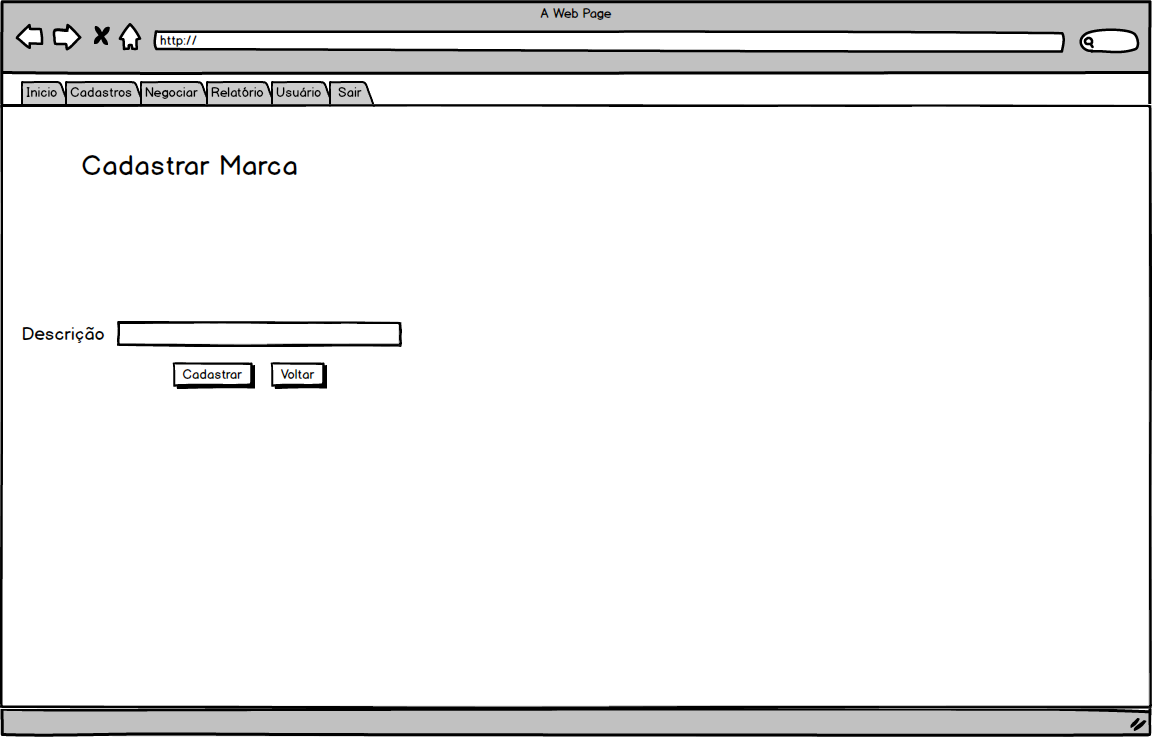 A Web Page
http://
Inicio Cadastros Negociar Relatório Usuário Sair
Cadastrar Marca
Descrição
Cadastrar Voltar